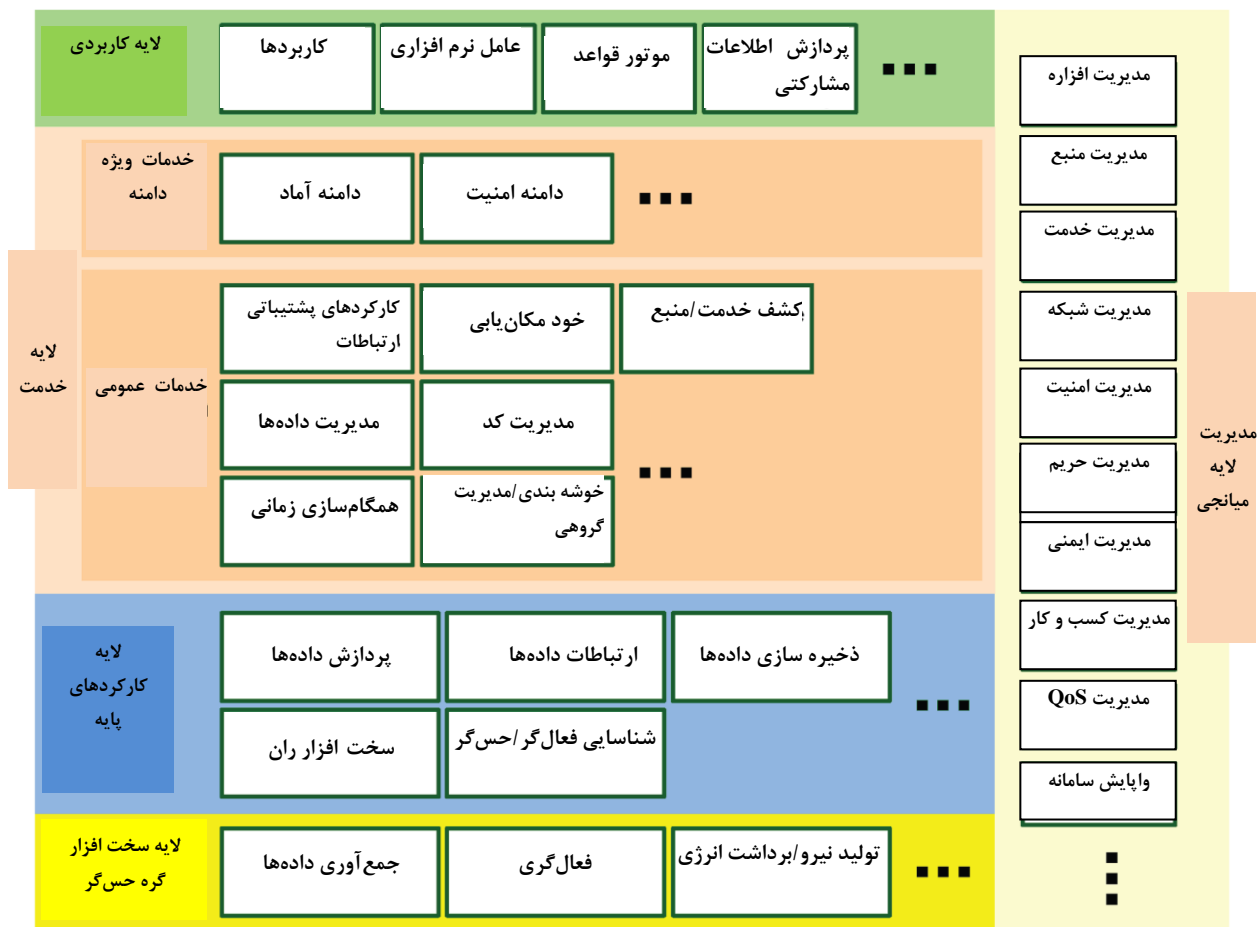 لایه کاربردی
کاربردها
عامل نرم افزاری
موتور قواعد
پردازش اطلاعات
مشارکتی
خدمات ویژه
دامنه
دامنه آماد
دامنه امنیت
لایه
خدمت
خدمات عمومی
کارکردهای پشتیباتی
ارتباطات
خود مکان‌یابی
کشف خدمت/منبع
مدیریت داده‌ها
مدیریت کد
همگام‌سازی زمانی
خوشه بندی/مدیریت
گروهی
لایه
کارکردهای
پایه
پردازش داده‌ها
ارتباطات داده‌ها
ذخیره سازی داده‌ها
سخت افزار ران
شناسایی فعال‌گر/حس‌گر
لایه سخت افزار
گره حس‌گر
جمع‌آوری داده‌ها
فعال‌گری
تولید نیرو/برداشت انرژی
مدیریت
لایه
میانجی
مدیریت افزاره
مدیریت منبع
مدیریت خدمت
مدیریت شبکه
مدیریت امنیت
مدیریت حریم
مدیریت ایمنی
مدیریت کسب و کار
مدیریت QoS
واپایش سامانه